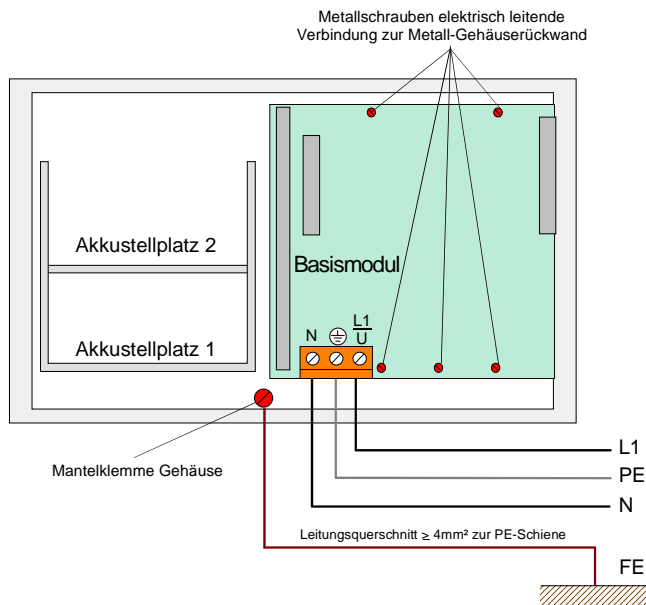 Metallschrauben elektrisch leitende
Verbindung zur Metall-Gehäuserückwand
Akkustellplatz 2
Basismodul
N
L1
U
Akkustellplatz 1
Mantelklemme Gehäuse
L1
PE
N
Leitungsquerschnitt ≥ 4mm² zur PE-Schiene
FE